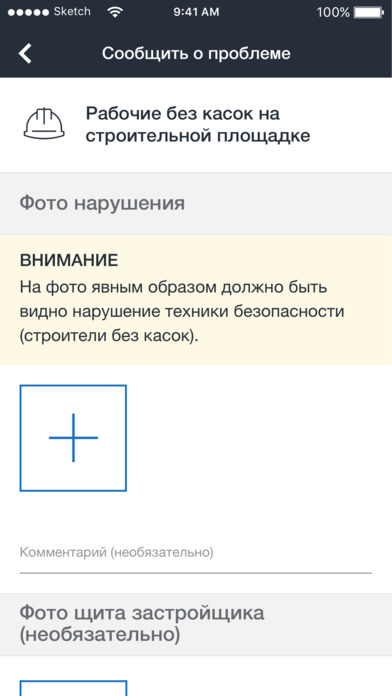 Sketch 9:41 AM 100%
Сообщить о проблеме
Рабочие без касок на
строительной площадке
Фото нарушения
ВНИМАНИЕ
На фото явным образом должно быть
видно нарушение техники безопасности
(строители без касок).
Комментарий (необязательно)
Фото щита застройщика
(необязательно)